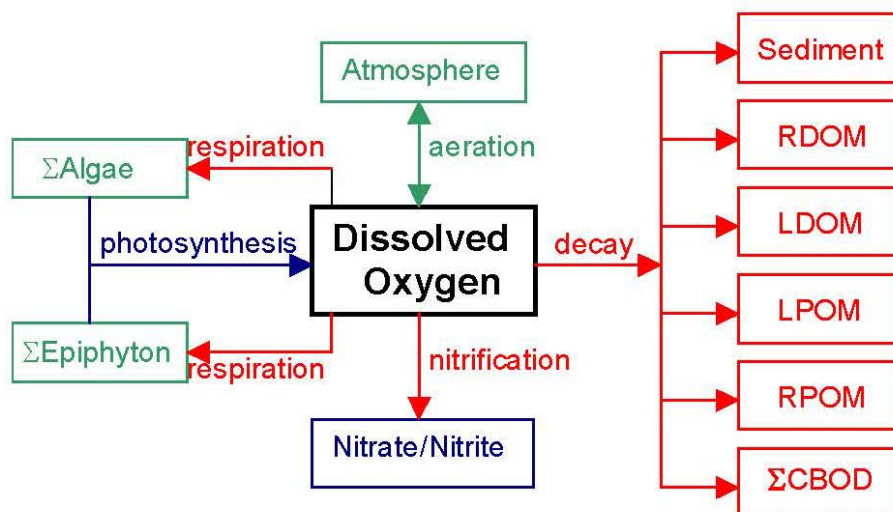 Atmosphere
Sediment
respiration
aeration
RDOM
ΣAlgae
photosynthesis
Dissolved
Oxygen
decay
LDOM
LPOM
ΣEpiphyton
respiration
nitrification
RPOM
Nitrate/Nitrite
ΣCBOD